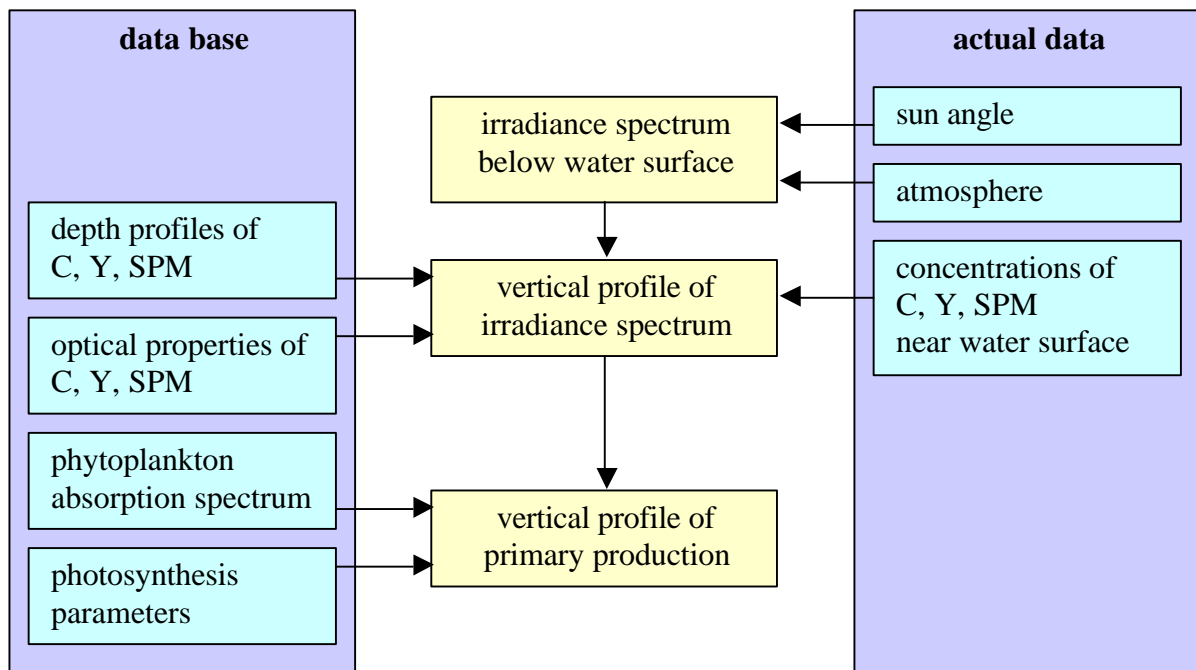 data base
depth profiles of
C, Y, SPM
optical properties of
C, Y, SPM
phytoplankton
absorption spectrum
photosynthesis
parameters
irradiance spectrum
below water surface
vertical profile of
irradiance spectrum
vertical profile of
primary production
actual data
sun angle
atmosphere
concentrations of
C, Y, SPM
near water surface